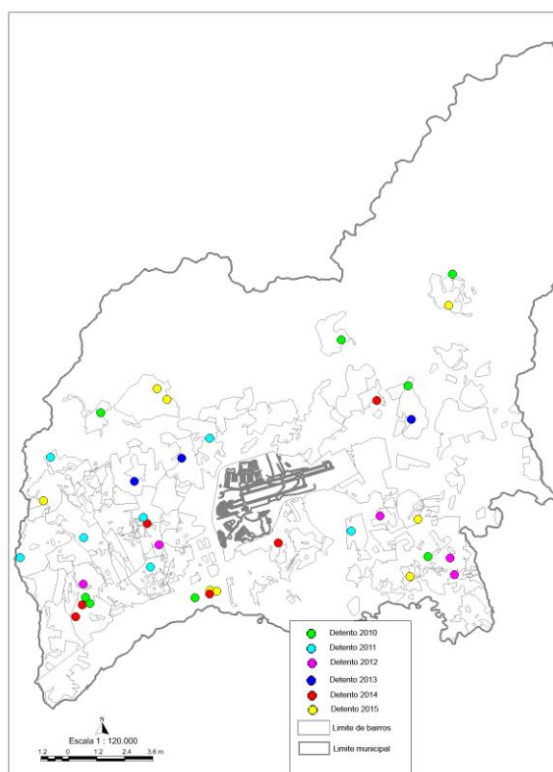 Detento 2010
Detento 2011
Detento 2012
Detento 2013
Detento 2014
Detento 2015
Limite de bairros
Limite municipal
N
Escala 1 : 120.000
1.2 0 1.2 2.4 3.6 m